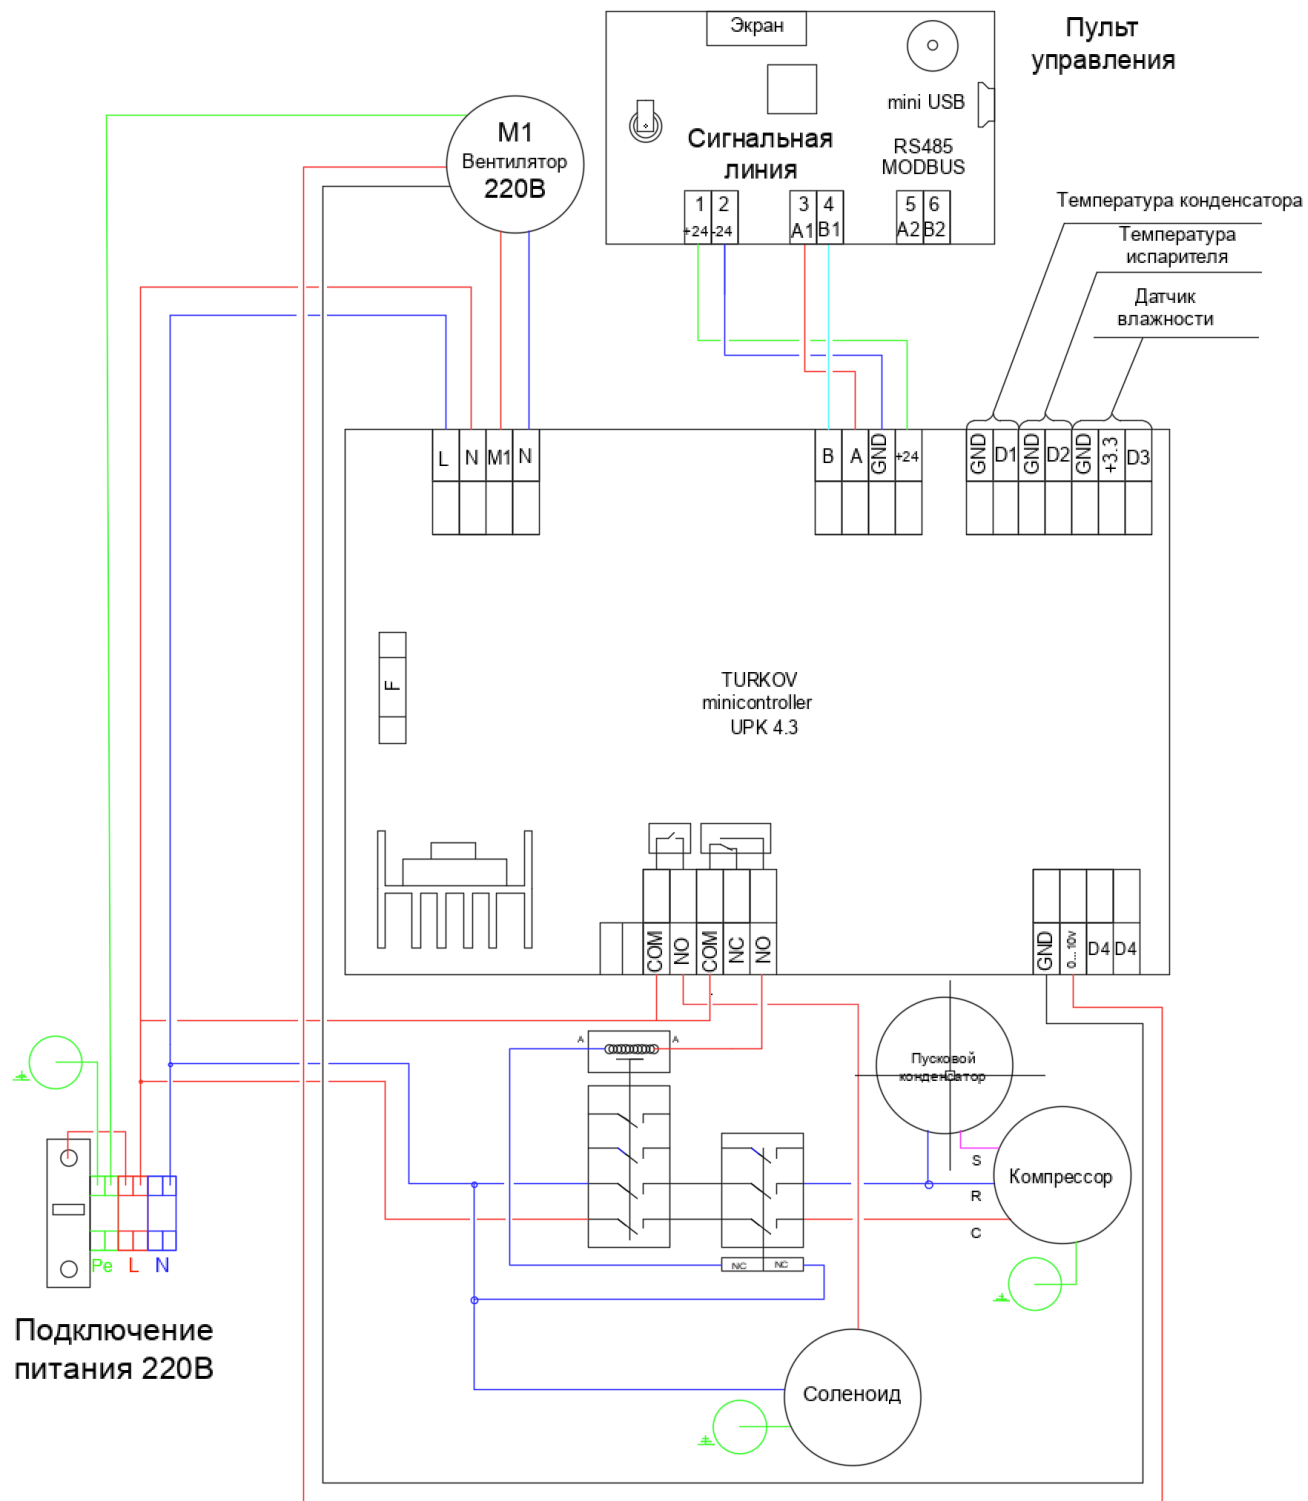 Экран
Пульт
управления
mini USB
Сигнальная
линия
RS485
MODBUS
1 2 3 4 5 6
+24 -24 A1 B1 A2 B2
M1
Вентилятор
220В
Температура конденсатора
Температура
испарителя
Датчик
влажности
L N M1 N
B A GND +24
GND D1 GND D2 GND +3.3 D3
F
TURKOV
minicontroller
UPK 4.3
COM NO COM NC NO
GND 0...10v D4 D4
A A
Пусковой
конденсатор
S
R
C
Компрессор
NC NC
Pe L N
Подключение
питания 220В
Соленоид